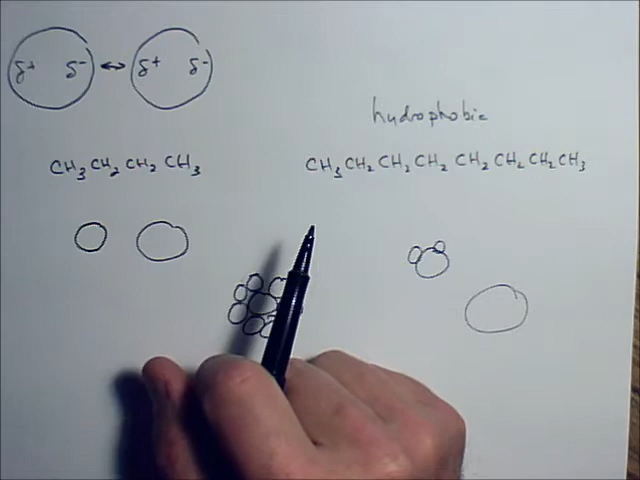 δ+ δ- ↔ δ+ δ-
hydrophobic
CH₃ CH₂ CH₂ CH₃
CH₃ CH₂ CH₂ CH₂ CH₂ CH₂ CH₂ CH₃